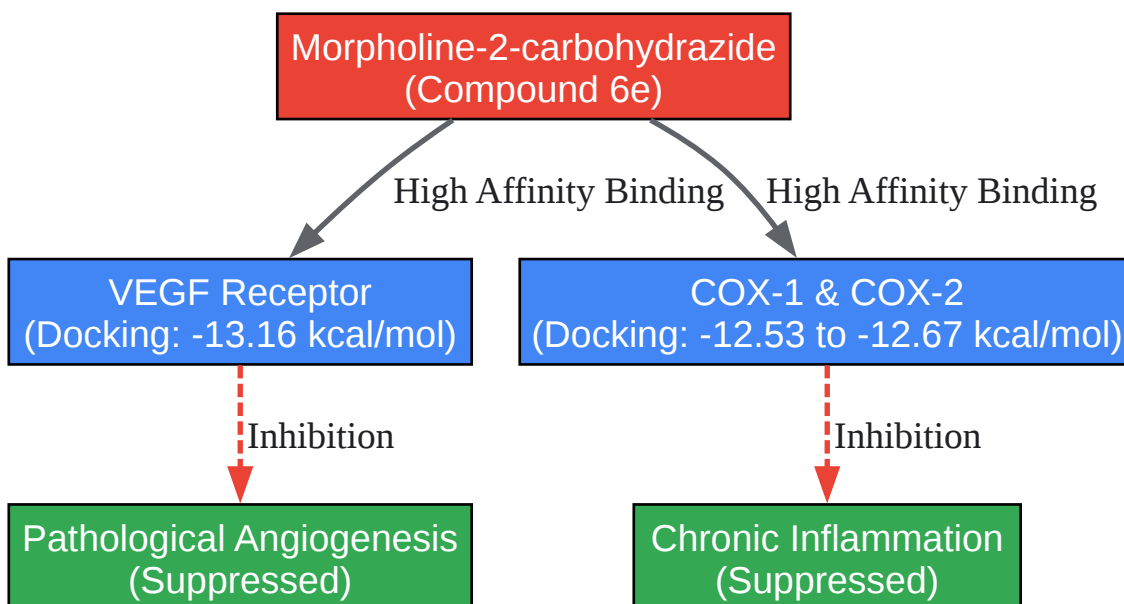 Morpholine-2-carbohydrazide
(Compound 6e)
High Affinity Binding
High Affinity Binding
VEGF Receptor
(Docking: -13.16 kcal/mol)
COX-1 & COX-2
(Docking: -12.53 to -12.67 kcal/mol)
Inhibition
Inhibition
Pathological Angiogenesis
(Suppressed)
Chronic Inflammation
(Suppressed)